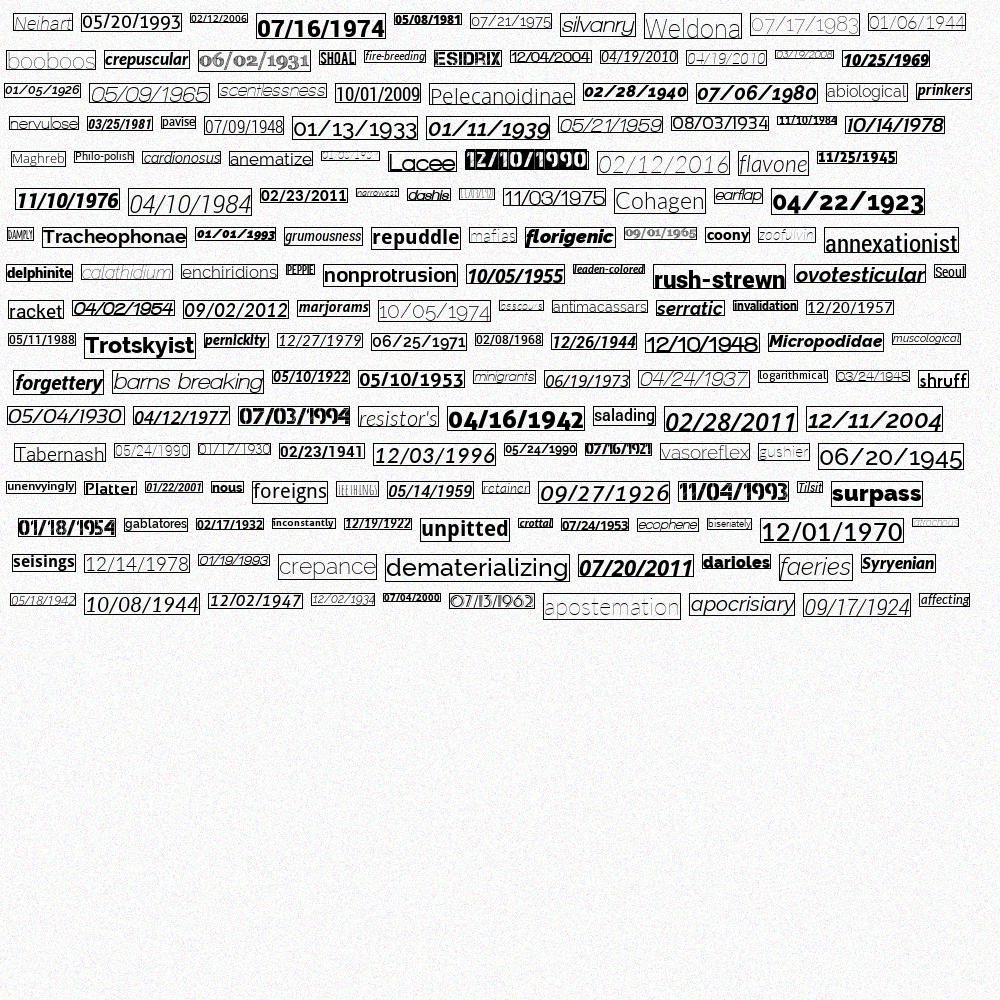 Neihart 05/20/1993 02/12/2006 07/16/1974 05/08/1981 07/21/1975 silvanry Weldona 07/17/1983 01/06/1944
booboos crepuscular 06/02/1931 SHOAL fire-breeding ESIDRIX 12/04/2004 04/19/2010 04/19/2010 03/19/2008 10/25/1969
01/05/1926 05/09/1965 scentlessness 10/01/2009 Pelecanoidinae 02/28/1940 07/06/1980 abiological prinkers
nervulose 03/25/1981 pavise 07/09/1948 01/13/1933 01/11/1939 05/21/1959 08/03/1934 11/10/1984 10/14/1978
Maghreb Philo-polish cardionosus anematize Lacee 12/10/1990 02/12/2016 flavone 11/25/1945
11/10/1976 04/10/1984 02/23/2011 narrowest dashis 11/03/1975 Cohagen earflap 04/22/1923
DAMPLY Tracheophonae 01/01/1993 grumousness repuddle mafias florigenic 09/01/1965 coony zoofulvin annexationist
delphinite calathidium enchiridions PEPPIE nonprotrusion 10/05/1955 leaden-colored rush-strewn ovotesticular Seoul
racket 04/02/1954 09/02/2012 marjorams 10/05/1974 antimacassars serratic invalidation 12/20/1957
05/11/1988 Trotskyist pernickity 12/27/1979 06/25/1971 02/08/1968 12/26/1944 12/10/1948 Micropodidae muscological
forgettery barns breaking 05/10/1922 05/10/1953 minigrants 06/19/1973 04/24/1937 logarithmical 03/24/1945 shruff
05/04/1930 04/12/1977 07/03/1994 resistor's 04/16/1942 salading 02/28/2011 12/11/2004
Tabernash 05/24/1990 01/17/1930 02/23/1941 12/03/1996 05/24/1990 07/16/1921 vasoreflex gushier 06/20/1945
unenvyingly Platter 01/22/2001 nous foreigns TEETHINGS 05/14/1959 retainer 09/27/1926 11/04/1993 Tilsit surpass
01/18/1954 gablatores 02/17/1932 inconstantly 12/19/1922 unpitted crottal 07/24/1953 ecophene biseriately 12/01/1970 atrochous
seisings 12/14/1978 01/19/1993 crepance dematerializing 07/20/2011 darioles faeries Syryenian
05/18/1942 10/08/1944 12/02/1947 12/02/1934 07/04/2000 07/13/1962 apostemation apocrisiary 09/17/1924 affecting